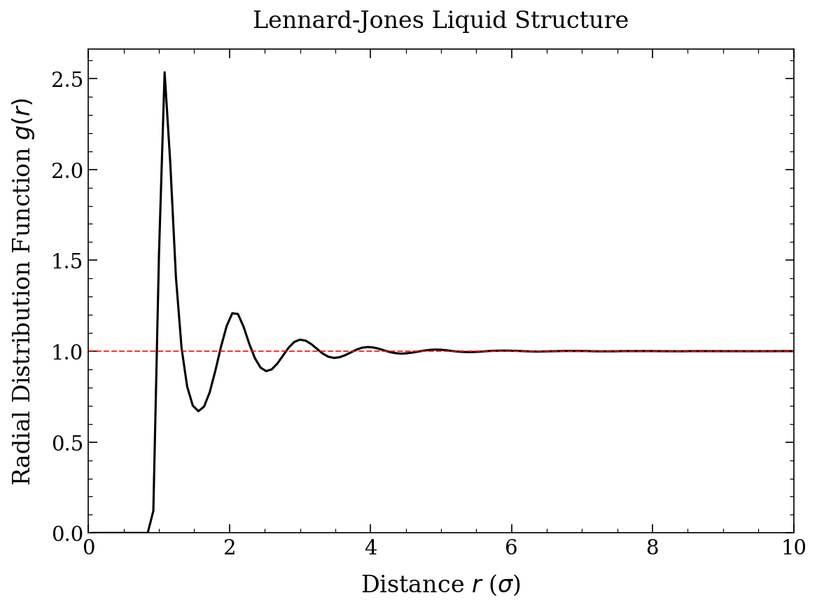 Lennard-Jones Liquid Structure
Radial Distribution Function g(r)
2.5
2.0
1.5
1.0
0.5
0.0
0 2 4 6 8 10
Distance r (σ)